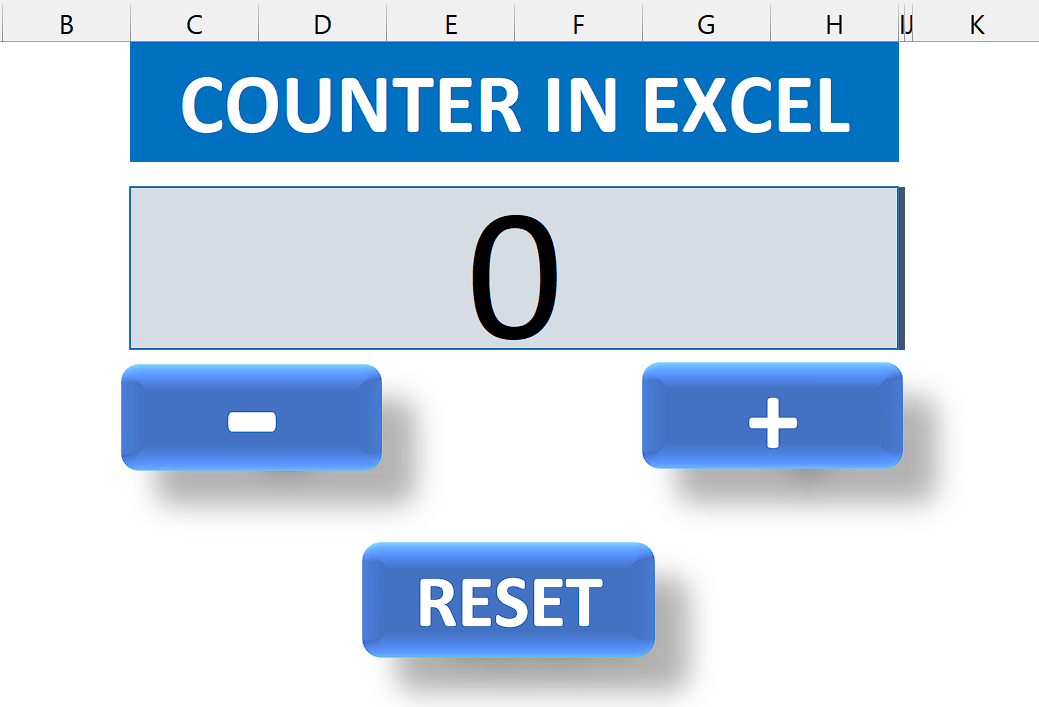 B C D E F G H I J K
COUNTER IN EXCEL
0
- +
RESET